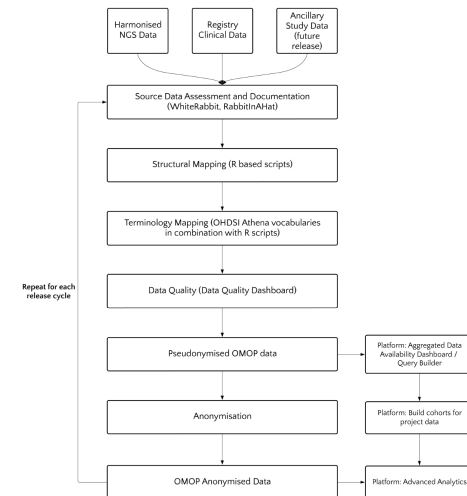 Harmonised
NGS Data
Registry
Clinical Data
Ancillary
Study Data
(future
release)
Source Data Assessment and Documentation
(WhiteRabbit, RabbitInAHat)
Structural Mapping (R based scripts)
Terminology Mapping (OHDSI Athena vocabularies
in combination with R scripts)
Repeat for each
release cycle
Data Quality (Data Quality Dashboard)
Pseudonymised OMOP data
Platform: Aggregated Data
Availability Dashboard /
Query Builder
Anonymisation
Platform: Build cohorts for
project data
OMOP Anonymised Data
Platform: Advanced Analytics